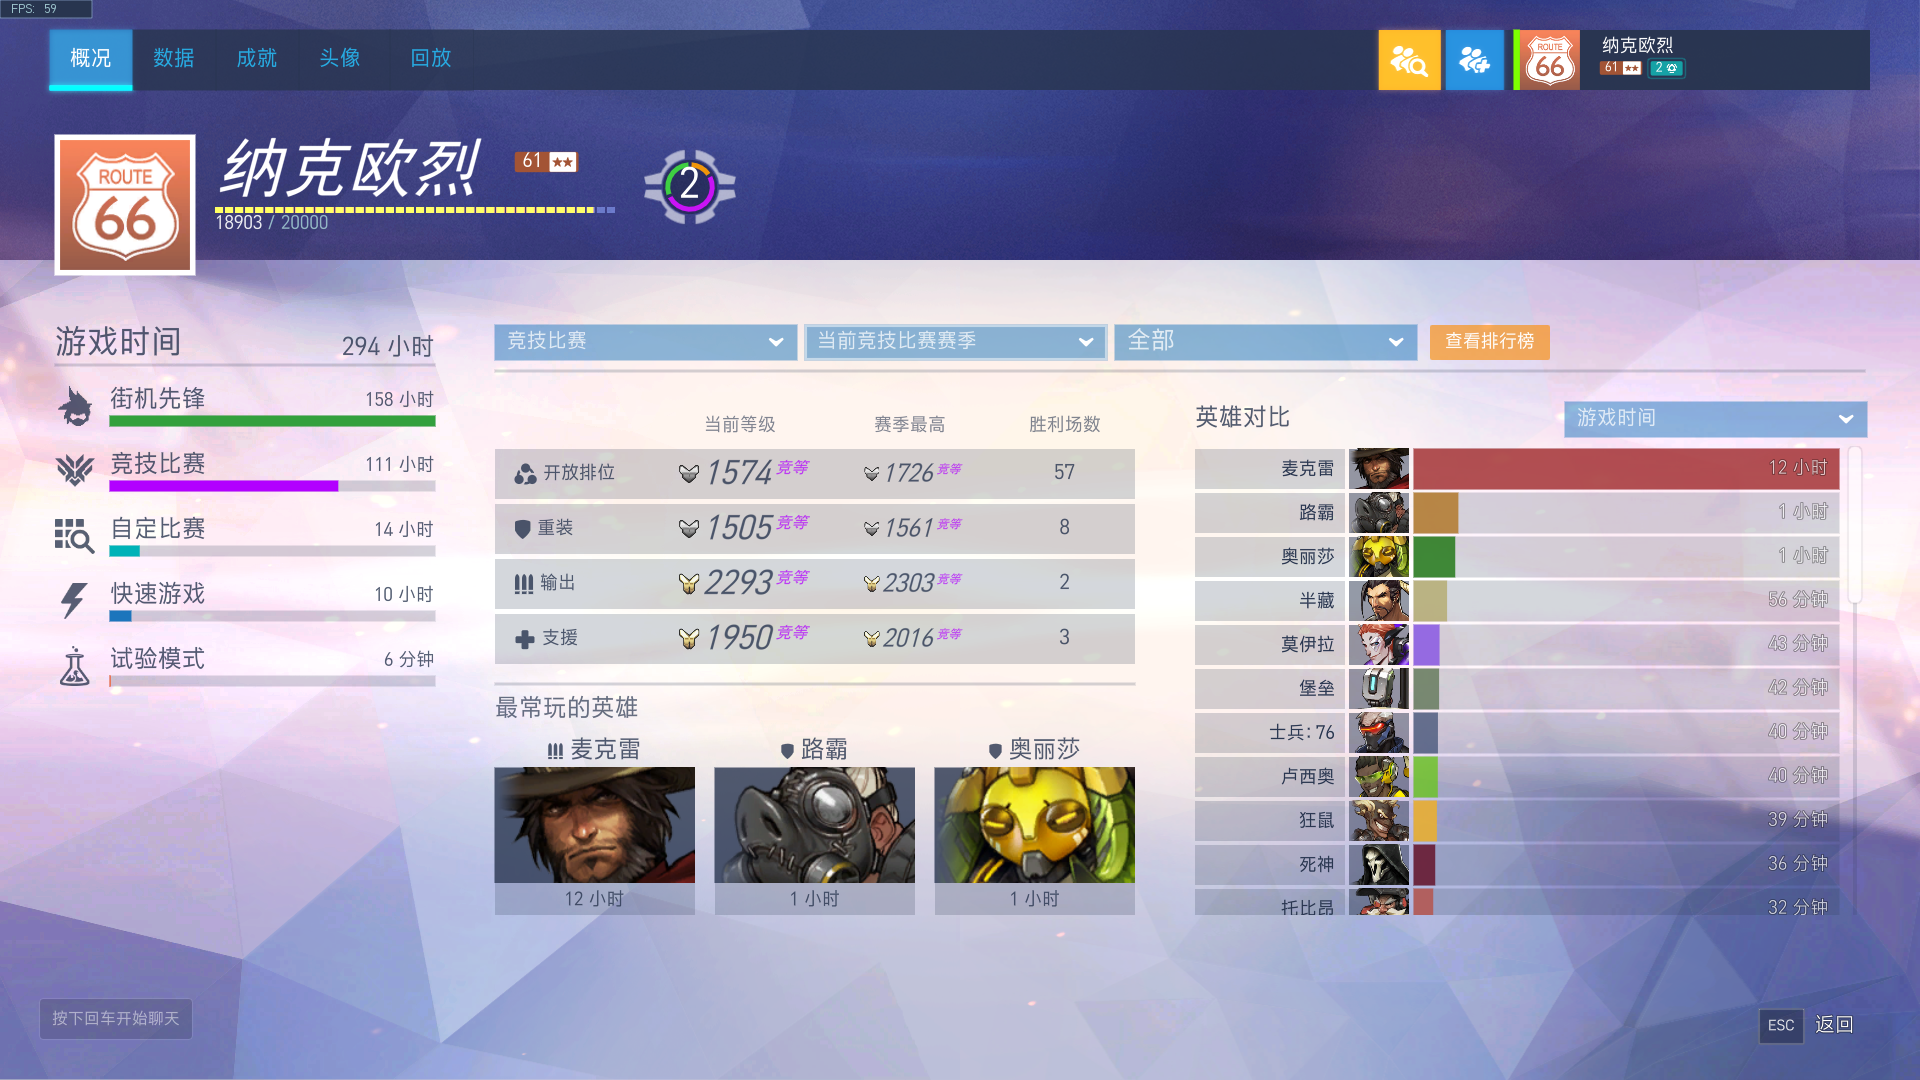 FPS: 59
概况 数据 成就 头像 回放
ROUTE 66
纳克欧烈
61
2
ROUTE 66
纳克欧烈
61
2
18903 / 20000
游戏时间 294 小时
街机先锋 158 小时
竞技比赛 111 小时
自定比赛 14 小时
快速游戏 10 小时
试验模式 6 分钟
竞技比赛 当前竞技比赛赛季 全部 查看排行榜
当前等级 赛季最高 胜利场数
开放排位 1574 竞等 1726 竞等 57
重装 1505 竞等 1561 竞等 8
输出 2293 竞等 2303 竞等 2
支援 1950 竞等 2016 竞等 3
最常玩的英雄
麦克雷 路霸 奥丽莎
12 小时 1 小时 1 小时
英雄对比 游戏时间
麦克雷 12 小时
路霸 1 小时
奥丽莎 1 小时
半藏 56 分钟
莫伊拉 43 分钟
堡垒 42 分钟
士兵:76 40 分钟
卢西奥 40 分钟
狂鼠 39 分钟
死神 36 分钟
托比昂 32 分钟
按下回车开始聊天
ESC 返回